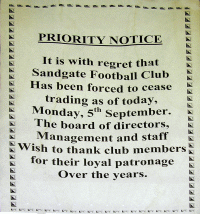 PRIORITY NOTICE
It is with regret that
Sandgate Football Club
Has been forced to cease
trading as of today,
Monday, 5th September.
The board of directors,
Management and staff
Wish to thank club members
for their loyal patronage
Over the years.